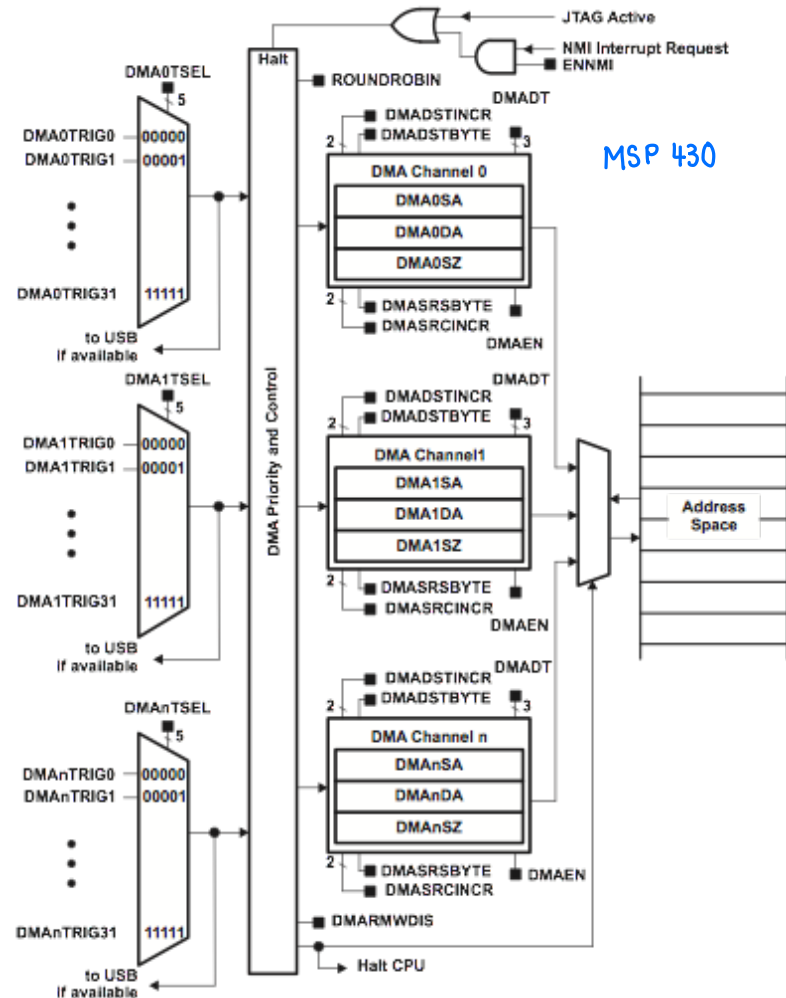 JTAG Active
NMI Interrupt Request
ENNMI
Halt
ROUNDROBIN
MSP 430
DMA0TSEL
5
DMA0TRIG0
00000
DMA0TRIG1
00001
DMA0TRIG31
11111
to USB
if available
DMADT
DMADSTINCR
DMADSTBYTE
2
3
DMA Channel 0
DMA0SA
DMA0DA
DMA0SZ
2
DMASRSBYTE
DMASRCINCR
DMAEN
DMA Priority and Control
DMA1TSEL
5
DMA1TRIG0
00000
DMA1TRIG1
00001
DMA1TRIG31
11111
to USB
if available
DMADT
DMADSTINCR
DMADSTBYTE
2
3
DMA Channel1
DMA1SA
DMA1DA
DMA1SZ
2
DMASRSBYTE
DMASRCINCR
DMAEN
Address
Space
DMAnTSEL
5
DMAnTRIG0
00000
DMAnTRIG1
00001
DMAnTRIG31
11111
to USB
if available
DMADT
DMADSTINCR
DMADSTBYTE
2
3
DMA Channel n
DMAnSA
DMAnDA
DMAnSZ
2
DMASRSBYTE
DMASRCINCR
DMAEN
DMARMWDIS
Halt CPU